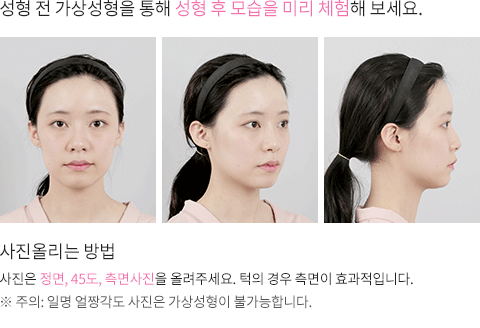 성형 전 가상성형을 통해 성형 후 모습을 미리 체험해 보세요.
사진올리는 방법
사진은 정면, 45도, 측면사진을 올려주세요. 턱의 경우 측면이 효과적입니다.
※ 주의: 일명 얼짱각도 사진은 가상성형이 불가능합니다.